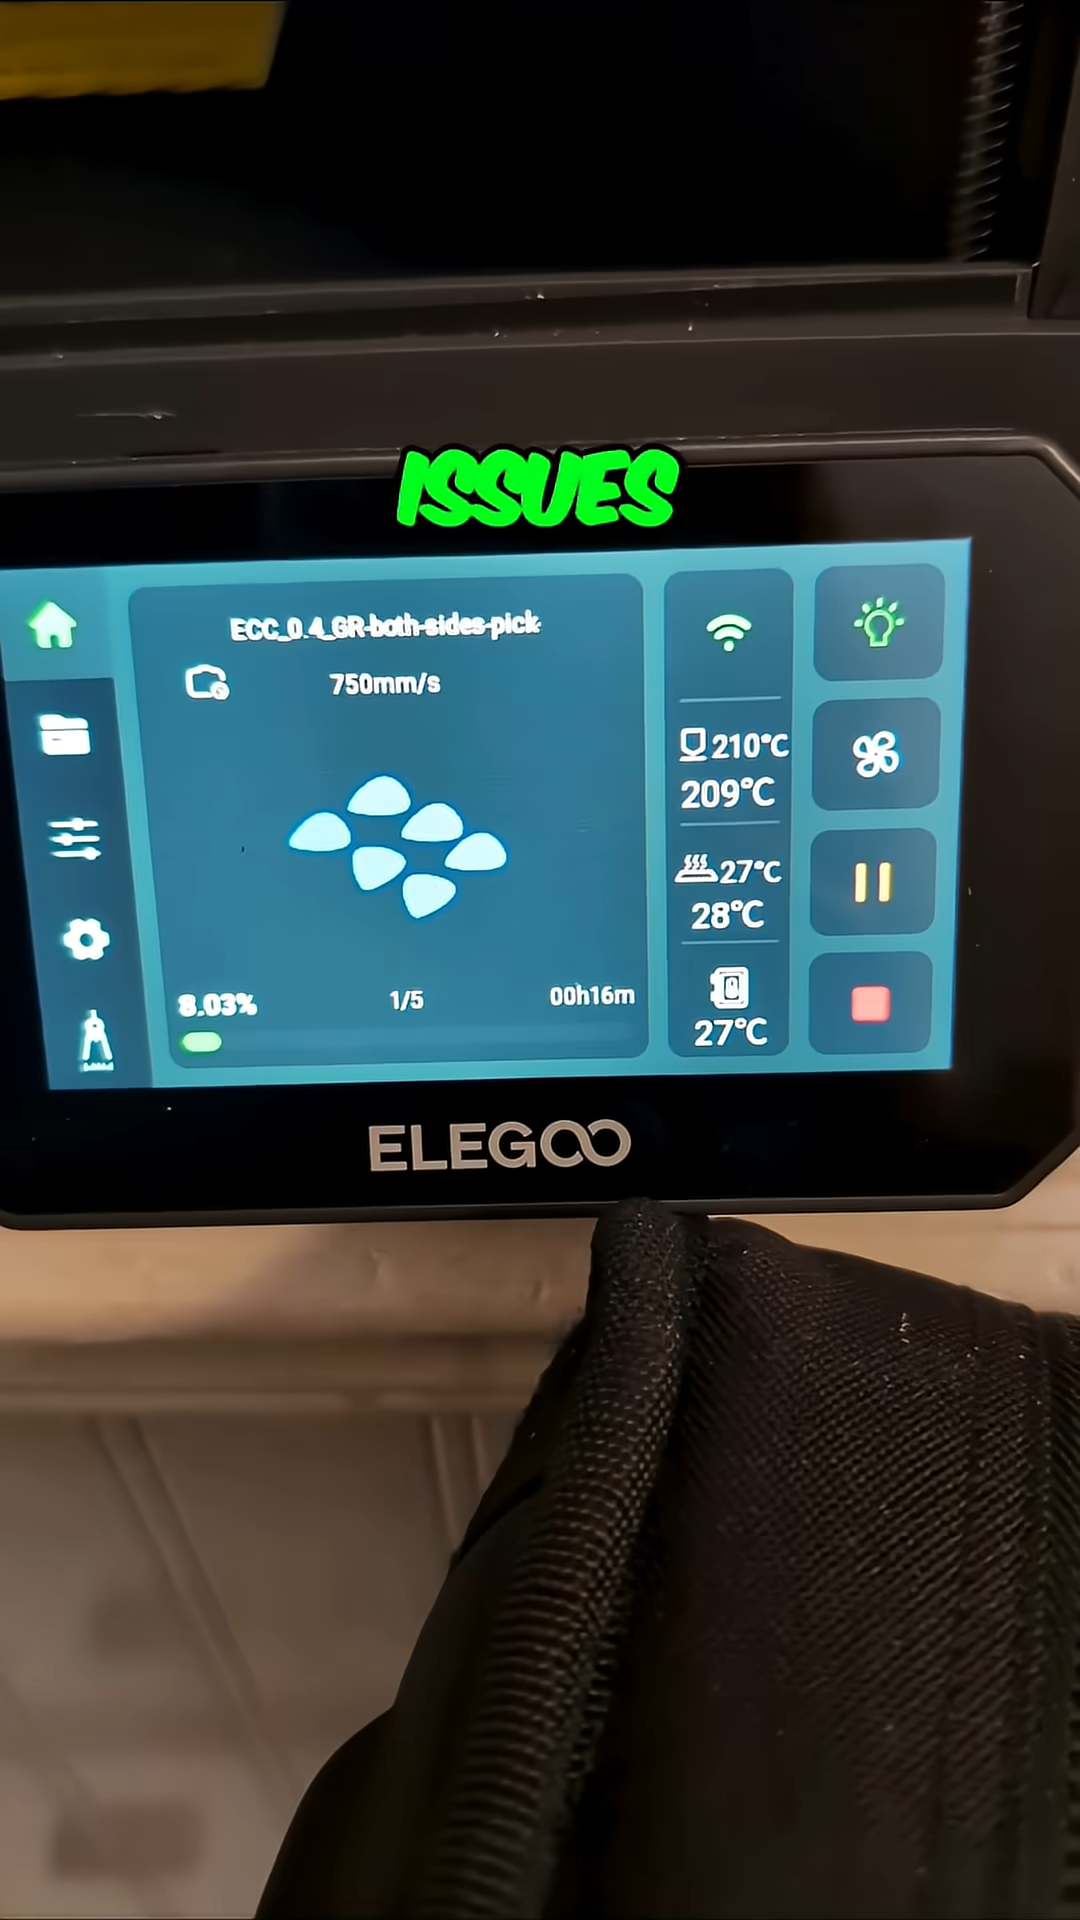 ISSUES
ECC_0.4_GR-both-sides-pick
750mm/s
210°C
209°C
27°C
28°C
27°C
8.03%
1/5
00h16m
ELEGOO